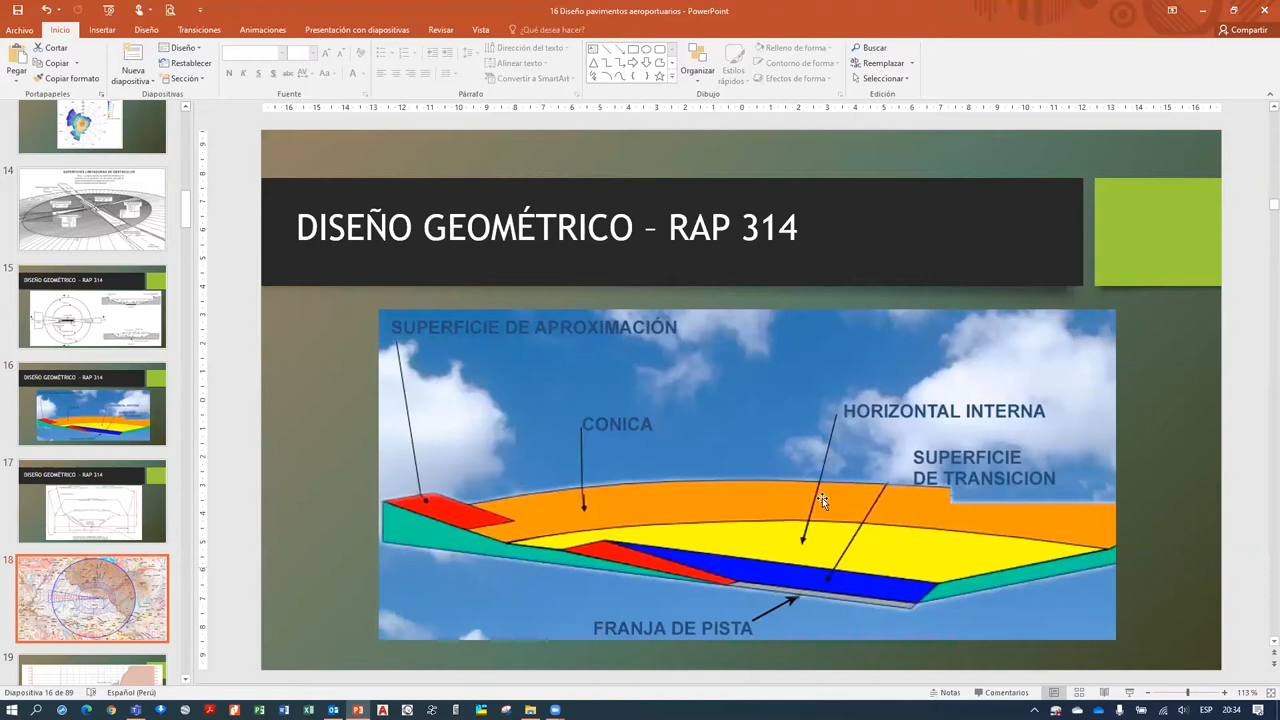 16 Diseño pavimentos aeroportuarios - PowerPoint
Archivo Inicio Insertar Diseño Transiciones Animaciones Presentación con diapositivas Revisar Vista ¿Qué desea hacer? Compartir
Pegar
Cortar
Copiar
Copiar formato
Portapapeles
Nueva diapositiva
Diseño
Restablecer
Sección
Diapositivas
Fuente
Dirección del texto
Alinear texto
Convertir a SmartArt
Párrafo
Organizar
Estilos rápidos
Relleno de forma
Contorno de forma
Efectos de forma
Dibujo
Buscar
Reemplazar
Seleccionar
Edición
14
SUPERFICIES LIMITADORAS DE OBSTACULOS
15
DISEÑO GEOMÉTRICO - RAP 314
16
DISEÑO GEOMÉTRICO - RAP 314
17
DISEÑO GEOMÉTRICO - RAP 314
18
19
DISEÑO GEOMÉTRICO – RAP 314
SUPERFICIE DE APROXIMACIÓN
CONICA
HORIZONTAL INTERNA
SUPERFICIE
DE TRANSICION
FRANJA DE PISTA
Diapositiva 16 de 89 Español (Perú) Notas Comentarios 113 %
ESP 20:34